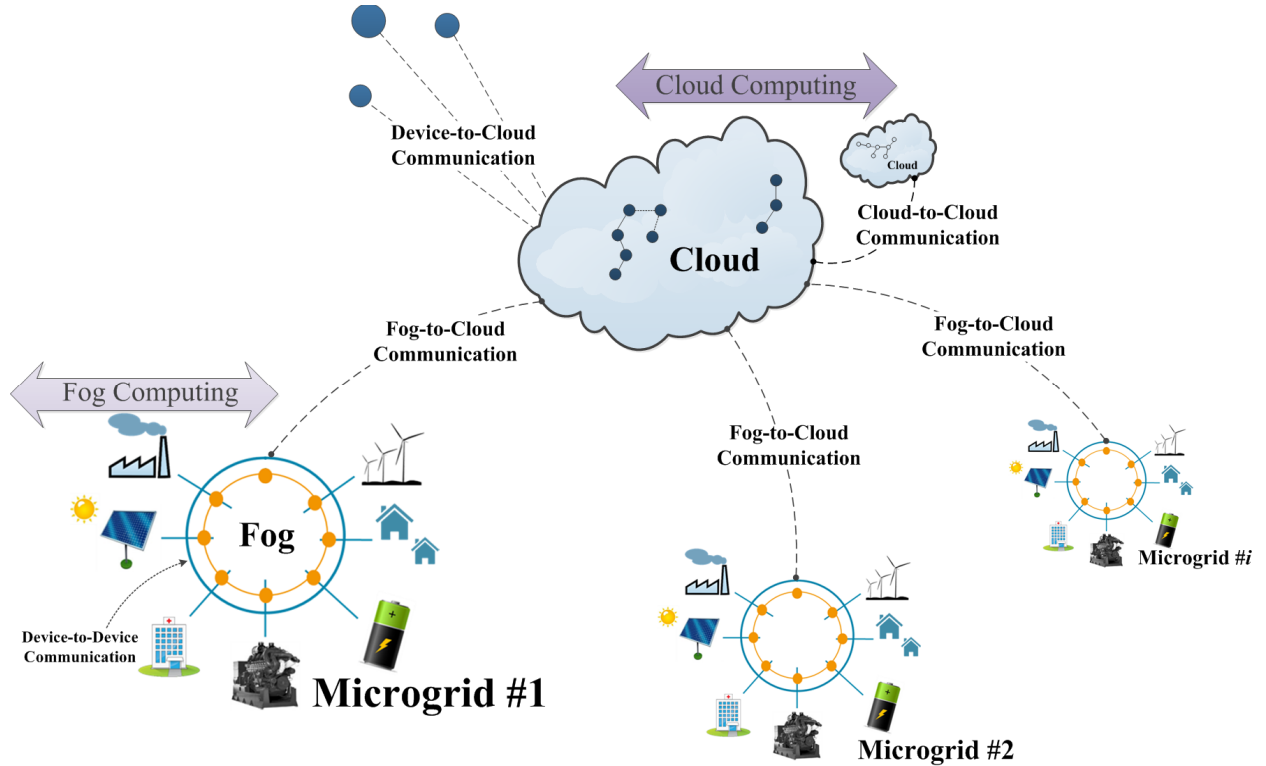 Cloud Computing
Device-to-Cloud
Communication
Cloud
Cloud-to-Cloud
Communication
Cloud
Fog-to-Cloud
Communication
Fog-to-Cloud
Communication
Fog Computing
Fog-to-Cloud
Communication
Fog
Device-to-Device
Communication
Microgrid #1
Microgrid #2
Microgrid #i